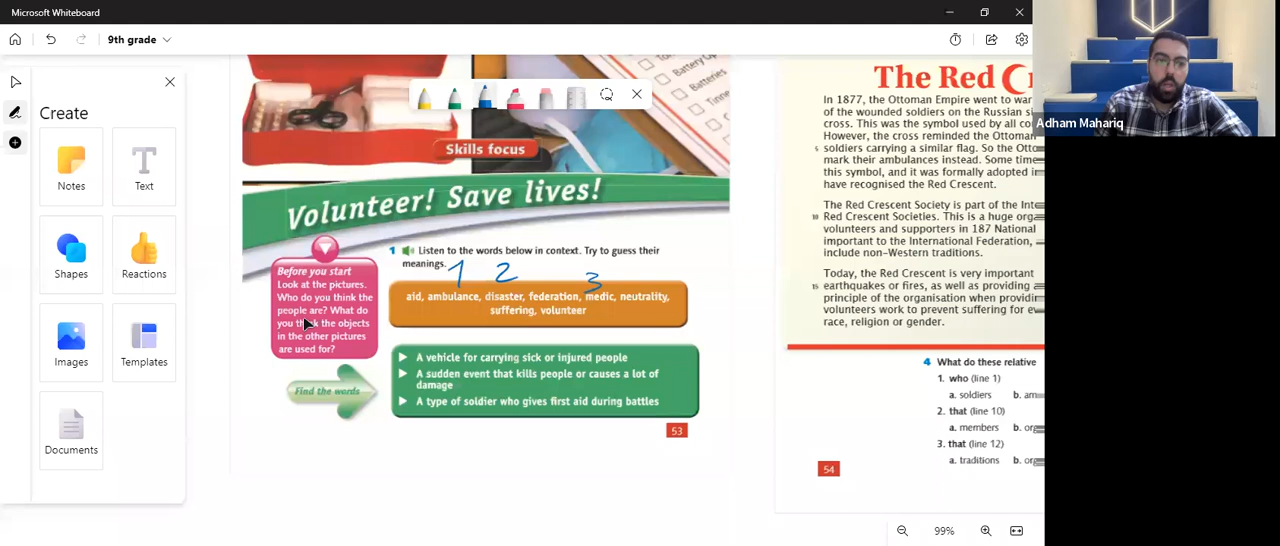 Microsoft Whiteboard
9th grade
Create
Notes
Text
Shapes
Reactions
Images
Templates
Documents
Battery
Batteries
Skills focus
Volunteer! Save lives!
Before you start
Look at the pictures.
Who do you think the
people are? What do
you think the objects
in the other pictures
are used for?
1 Listen to the words below in context. Try to guess their
meanings.
1 2 3
aid, ambulance, disaster, federation, medic, neutrality,
suffering, volunteer
Find the words
A vehicle for carrying sick or injured people
A sudden event that kills people or causes a lot of
damage
A type of soldier who gives first aid during battles
53
The Red
In 1877, the Ottoman Empire went to war
of the wounded soldiers on the Russian
cross. This was the symbol used by all
However, the cross reminded the Ottoman
5 soldiers carrying a similar flag. So the
mark their ambulances instead. Some
this symbol, and it was formally adopted
have recognised the Red Crescent.
The Red Crescent Society is part of the
10 Red Crescent Societies. This is a huge
volunteers and supporters in 187 National
important to the International Federation,
include non-Western traditions.
Today, the Red Crescent is very important
15 earthquakes or fires, as well as providing
principle of the organisation when
volunteers work to prevent suffering for
race, religion or gender.
4 What do these relative
1. who (line 1)
a. soldiers b.
2. that (line 10)
a. members b.
3. that (line 12)
a. traditions b.
54
99%
Adham Mahariq